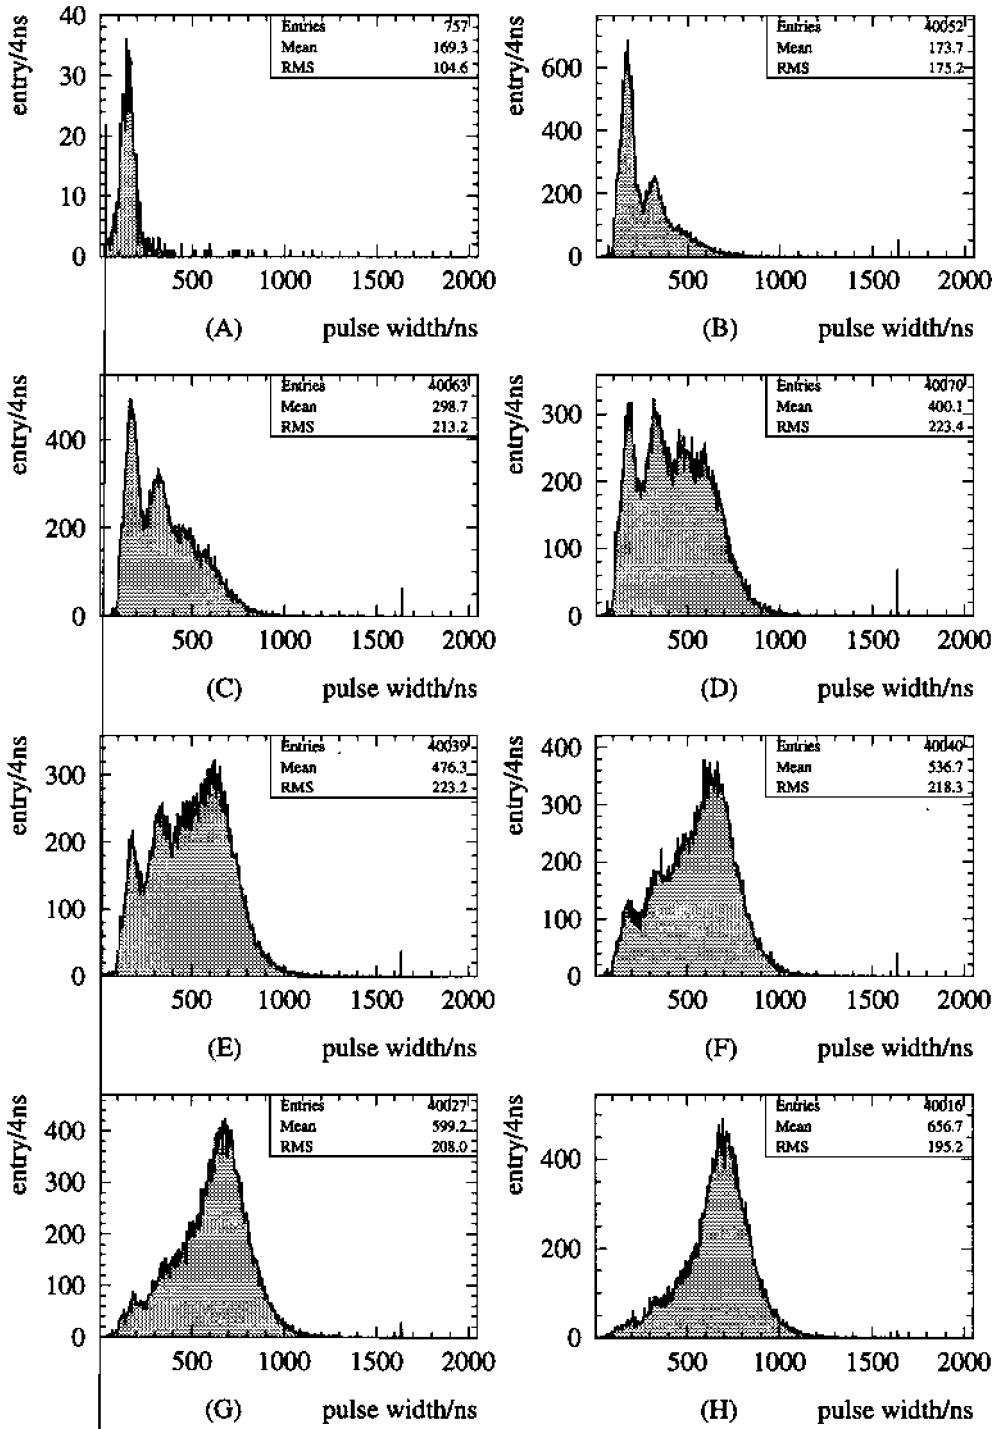 entry/4ns
40
30
20
10
0
Entries 757
Mean 169.3
RMS 104.6
500 1000 1500 2000
(A) pulse width/ns
entry/4ns
600
400
200
0
Entries 40052
Mean 173.7
RMS 175.2
500 1000 1500 2000
(B) pulse width/ns
entry/4ns
400
200
0
Entries 40063
Mean 298.7
RMS 213.2
500 1000 1500 2000
(C) pulse width/ns
entry/4ns
300
200
100
0
Entries 40070
Mean 400.1
RMS 223.4
500 1000 1500 2000
(D) pulse width/ns
entry/4ns
300
200
100
0
Entries 40039
Mean 476.3
RMS 223.2
500 1000 1500 2000
(E) pulse width/ns
entry/4ns
400
300
200
100
0
Entries 40040
Mean 536.7
RMS 218.3
500 1000 1500 2000
(F) pulse width/ns
entry/4ns
400
300
200
100
0
Entries 40027
Mean 599.2
RMS 208.0
500 1000 1500 2000
(G) pulse width/ns
entry/4ns
400
200
0
Entries 40016
Mean 656.7
RMS 195.2
500 1000 1500 2000
(H) pulse width/ns